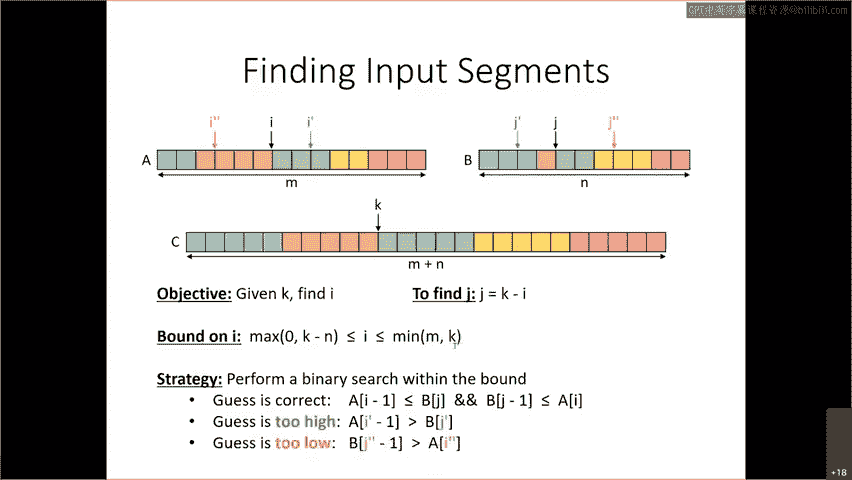 Finding Input Segments
i'' i i' j' j j''
A B
m n
k
C
m + n
Objective: Given k, find i To find j: j = k - i
Bound on i: max(0, k - n) ≤ i ≤ min(m, k)
Strategy: Perform a binary search within the bound
• Guess is correct: A[i - 1] ≤ B[j] && B[j - 1] ≤ A[i]
• Guess is too high: A[i' - 1] > B[j']
• Guess is too low: B[j'' - 1] > A[i'']
+18